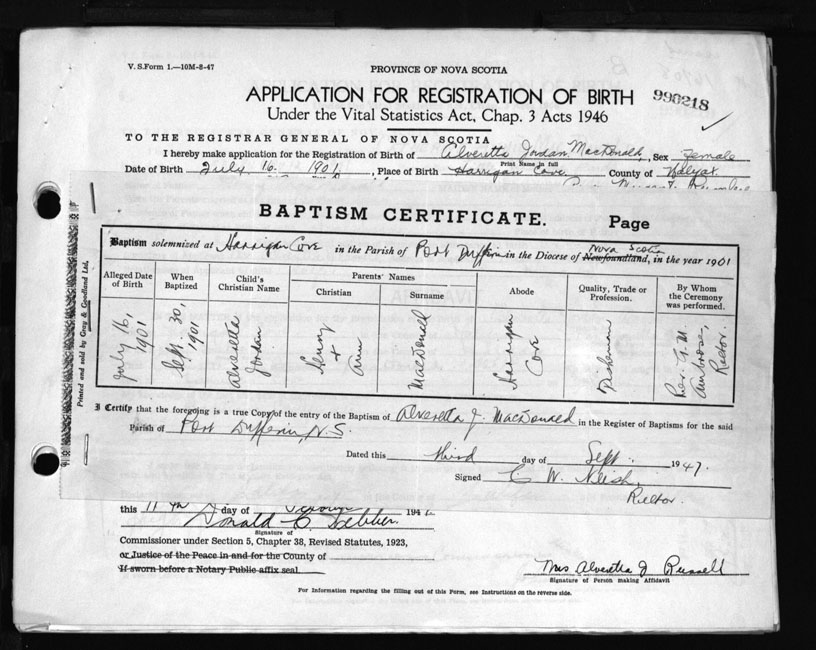 V. S. Form 1.—10M-8-47
PROVINCE OF NOVA SCOTIA
APPLICATION FOR REGISTRATION OF BIRTH
990218
Under the Vital Statistics Act, Chap. 3 Acts 1946
TO THE REGISTRAR GENERAL OF NOVA SCOTIA
I hereby make application for the Registration of Birth of Alveretta Jordan MacDonald, Sex Female
Print Name in full
Date of Birth July 16, 1901, Place of Birth Harrigan Cove County of Halifax
BAPTISM CERTIFICATE. Page
Nova Scotia
Baptism solemnized at Harrigan Cove in the Parish of Port Dufferin in the Diocese of Newfoundland, in the year 1901
Alleged Date of Birth
When Baptized
Child's Christian Name
Parents' Names
Christian
Surname
Abode
Quality, Trade or Profession.
By Whom the Ceremony was performed.
July 16, 1901
Sept. 30, 1901
Alveretta Jordan
Henry & Ann
MacDonald
Harrigan Cove
Fisherman
Rev. G. M. Ambrose, Rector.
I Certify that the foregoing is a true Copy of the entry of the Baptism of Alveretta J. MacDonald in the Register of Baptisms for the said
Parish of Port Dufferin, N.S.
Dated this third day of Sept. 1947.
Signed C. W.
Rector.
Printed and sold by Gray & Goodland Ltd.,
this 11th day of 194
Donald C. Webber.
Signature of
Commissioner under Section 5, Chapter 38, Revised Statutes, 1923,
or Justice of the Peace in and for the County of
If sworn before a Notary Public affix seal.
Mrs Alveretta J Russell
Signature of Person making Affidavit
For Information regarding the filling out of this Form, see Instructions on the reverse side.